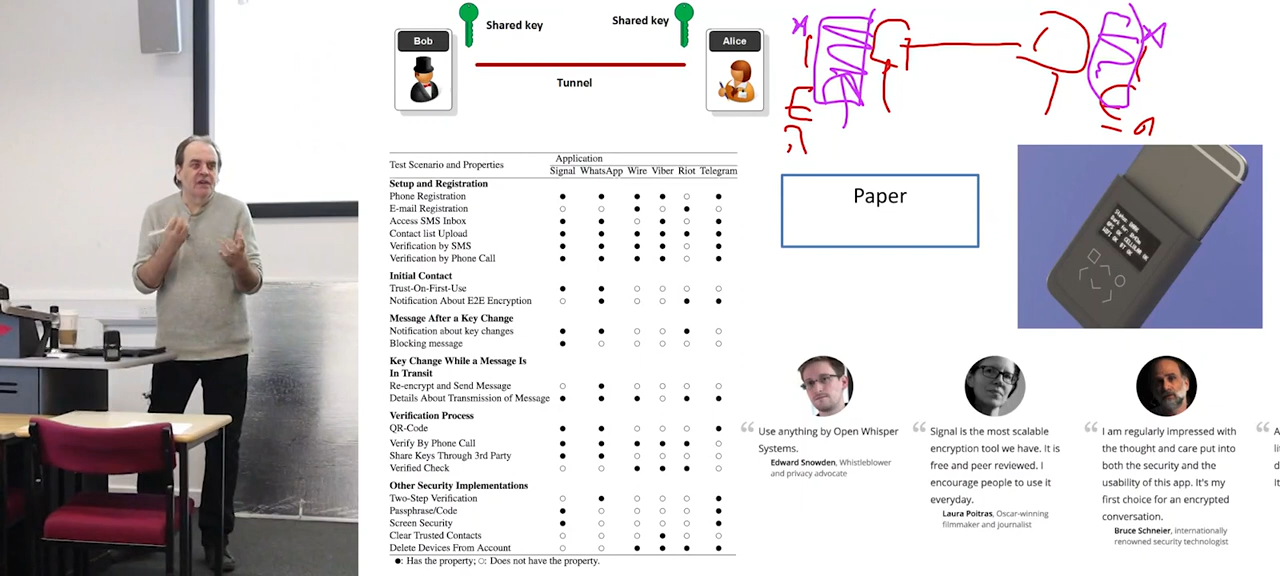 Bob
Shared key
Shared key
Alice
Tunnel
Paper
Test Scenario and Properties
Application
Signal WhatsApp Wire Viber Riot Telegram
Setup and Registration
Phone Registration ● ● ● ● ○ ●
E-mail Registration ○ ○ ● ○ ● ○
Access SMS Inbox ● ● ○ ● ○ ●
Contact list Upload ● ● ● ● ● ●
Verification by SMS ● ● ● ● ○ ●
Verification by Phone Call ● ● ● ● ○ ●
Initial Contact
Trust-On-First-Use ● ● ○ ○ ○ ○
Notification About E2E Encryption ○ ● ○ ○ ● ●
Message After a Key Change
Notification about key changes ● ● ○ ○ ● ○
Blocking message ● ○ ○ ○ ○ ○
Key Change While a Message Is
In Transit
Re-encrypt and Send Message ○ ● ○ ○ ○ ○
Details About Transmission of Message ● ● ● ○ ● ●
Verification Process
QR-Code ● ● ○ ○ ○ ●
Verify By Phone Call ● ● ● ● ● ○
Share Keys Through 3rd Party ● ● ○ ○ ○ ○
Verified Check ○ ○ ● ● ● ○
Other Security Implementations
Two-Step Verification ○ ● ○ ○ ○ ●
Passphrase/Code ● ○ ○ ○ ○ ●
Screen Security ● ○ ○ ○ ○ ●
Clear Trusted Contacts ○ ○ ○ ● ○ ○
Delete Devices From Account ○ ○ ● ● ● ●
●: Has the property; ○: Does not have the property.
“ Use anything by Open Whisper
Systems.
Edward Snowden, Whistleblower
and privacy advocate
“ Signal is the most scalable
encryption tool we have. It is
free and peer reviewed. I
encourage people to use it
everyday.
Laura Poitras, Oscar-winning
filmmaker and journalist
“ I am regularly impressed with
the thought and care put into
both the security and the
usability of this app. It's my
first choice for an encrypted
conversation.
Bruce Schneier, internationally
renowned security technologist